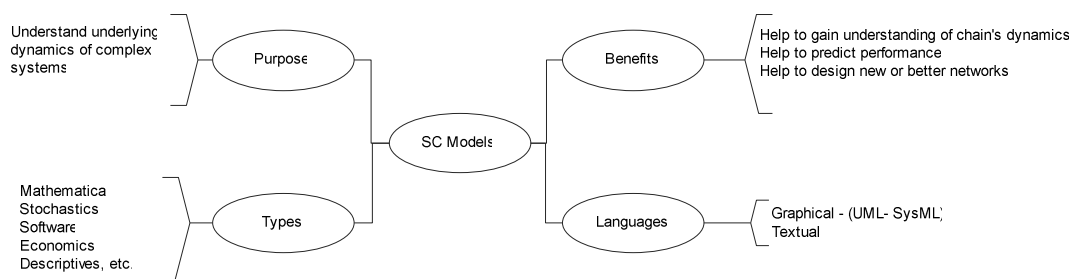 Understand underlying
dynamics of complex
systems
Purpose
Benefits
Help to gain understanding of chain's dynamics
Help to predict performance
Help to design new or better networks
SC Models
Mathematica
Stochastics
Software
Economics
Descriptives, etc.
Types
Languages
Graphical - (UML- SysML)
Textual